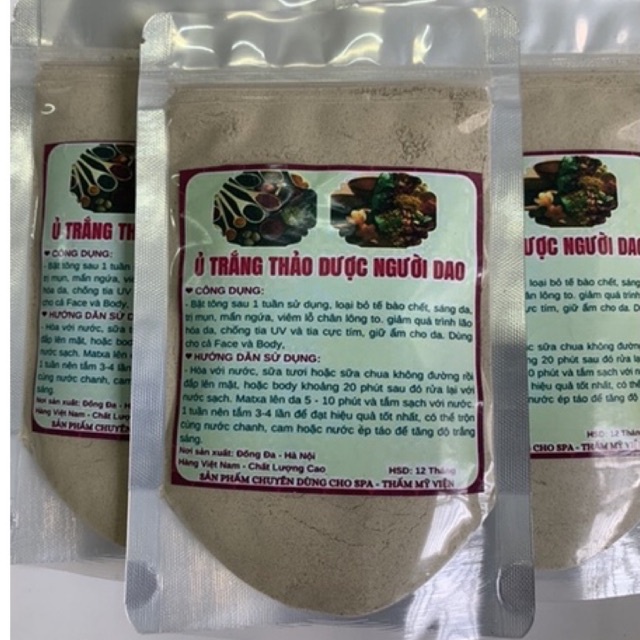 Ủ TRẮNG THẢO DƯỢC NGƯỜI DAO
♥ CÔNG DỤNG:
- Bật tông sau 1 tuần sử dụng, loại bỏ tế bào chết, sáng da,
trị mụn, mẩn ngứa, viêm lỗ chân lông to. giảm quá trình lão
hóa da, chống tia UV và tia cực tím, giữ ẩm cho da. Dùng
cho cả Face và Body,
♥ HƯỚNG DẪN SỬ DỤNG:
- Hòa với nước, sữa tươi hoặc sữa chua không đường rồi
đắp lên mặt, hoặc body khoảng 20 phút sau đó rửa lại với
nước sạch. Matxa lên da 5 - 10 phút và tắm sạch với nước.
1 tuần nên tắm 3-4 lần để đạt hiệu quả tốt nhất, có thể trộn
cùng nước chanh, cam hoặc nước ép táo để tăng độ trắng
sáng.
Nơi sản xuất: Đống Đa - Hà Nội
Hàng Việt Nam - Chất Lượng Cao HSD: 12 Tháng
SẢN PHẨM CHUYÊN DÙNG CHO SPA - THẨM MỸ VIỆN